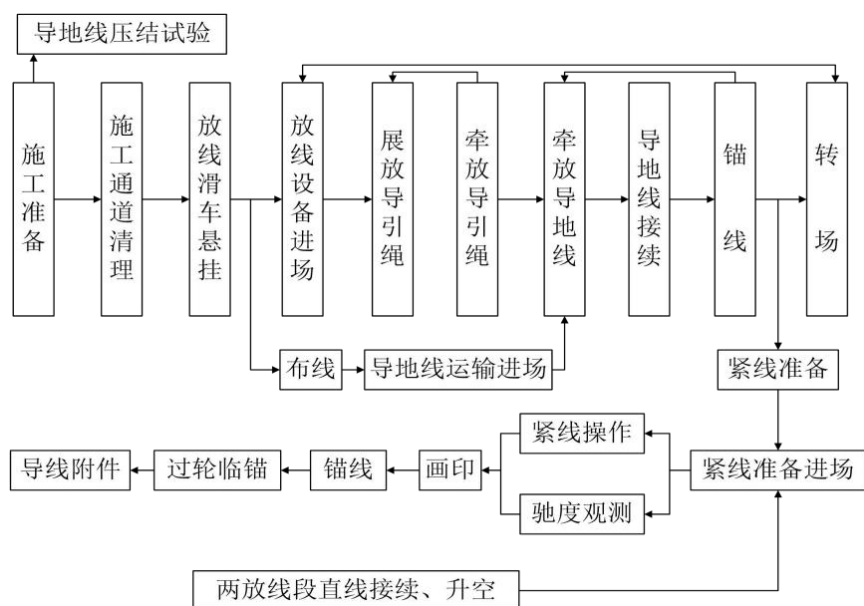 导地线压结试验
施工准备
施工通道清理
放线滑车悬挂
放线设备进场
展放导引绳
牵放导引绳
牵放导地线
导地线接续
锚线
转场
布线
导地线运输进场
紧线准备
紧线操作
导线附件
过轮临锚
锚线
画印
紧线准备进场
驰度观测
两放线段直线接续、升空